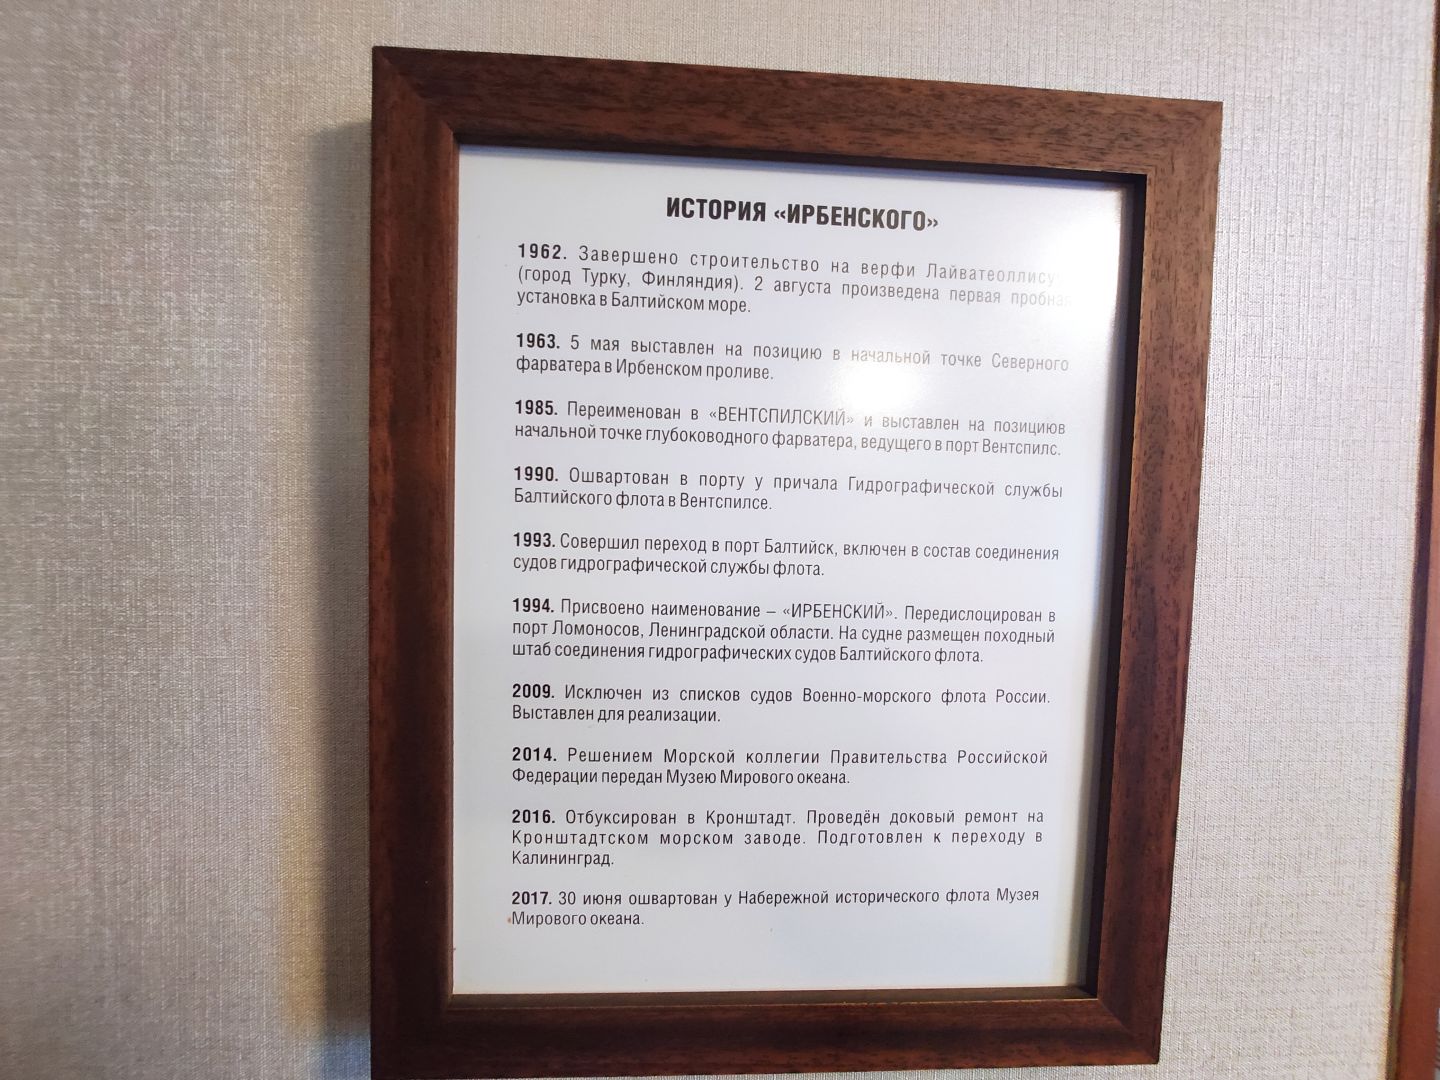 ИСТОРИЯ «ИРБЕНСКОГО»
1962. Завершено строительство на верфи Лайватеоллисуу
(город Турку, Финляндия). 2 августа произведена первая пробная
установка в Балтийском море.
1963. 5 мая выставлен на позицию в начальной точке Северного
фарватера в Ирбенском проливе.
1985. Переименован в «ВЕНТСПИЛСКИЙ» и выставлен на позициюв
начальной точке глубоководного фарватера, ведущего в порт Вентспилс.
1990. Ошвартован в порту у причала Гидрографической службы
Балтийского флота в Вентспилсе.
1993. Совершил переход в порт Балтийск, включен в состав соединения
судов гидрографической службы флота.
1994. Присвоено наименование – «ИРБЕНСКИЙ». Передислоцирован в
порт Ломоносов, Ленинградской области. На судне размещен походный
штаб соединения гидрографических судов Балтийского флота.
2009. Исключен из списков судов Военно-морского флота России.
Выставлен для реализации.
2014. Решением Морской коллегии Правительства Российской
Федерации передан Музею Мирового океана.
2016. Отбуксирован в Кронштадт. Проведён доковый ремонт на
Кронштадтском морском заводе. Подготовлен к переходу в
Калининград.
2017. 30 июня ошвартован у Набережной исторического флота Музея
Мирового океана.